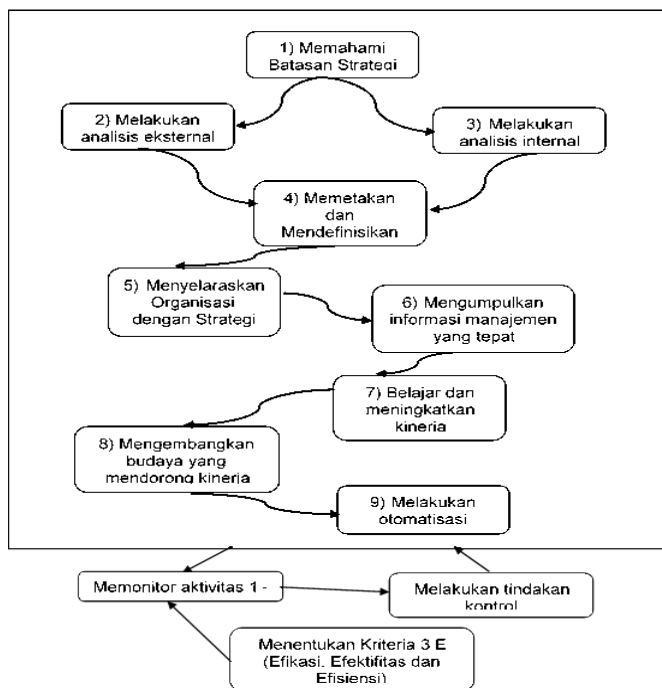 1) Memahami
Batasan Strategi
2) Melakukan
analisis eksternal
3) Melakukan
analisis internal
4) Memetakan
dan
Mendefinisikan
5) Menyelaraskan
Organisasi
dengan Strategi
6) Mengumpulkan
informasi manajemen
yang tepat
7) Belajar dan
meningkatkan
kinerja
8) Mengembangkan
budaya yang
mendorong kinerja
9) Melakukan
otomatisasi
Memonitor aktivitas 1 -
Melakukan tindakan
kontrol
Menentukan Kriteria 3 E
(Efikasi, Efektifitas dan
Efisiensi)